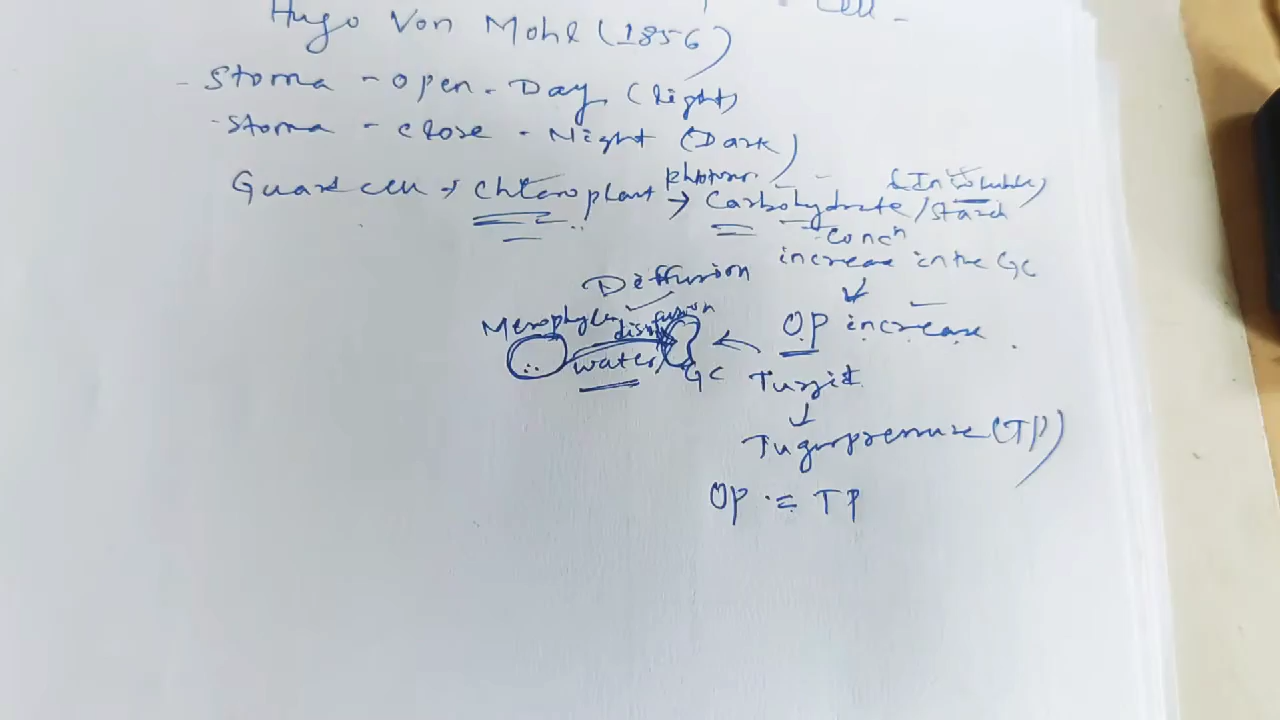 Cell -
Hugo Von Mohl (1856)
- Stoma - open - Day (light)
- Stoma - close - Night (Dark)
Guard cell → Chloroplast → Carbohydrate / Starch
(Insoluble)
concn
increase in the GC
↓
OP increase
Diffusion
Mesophyll
water
GC ← Turgid
↓
Turgorpressure (TP)
OP = TP